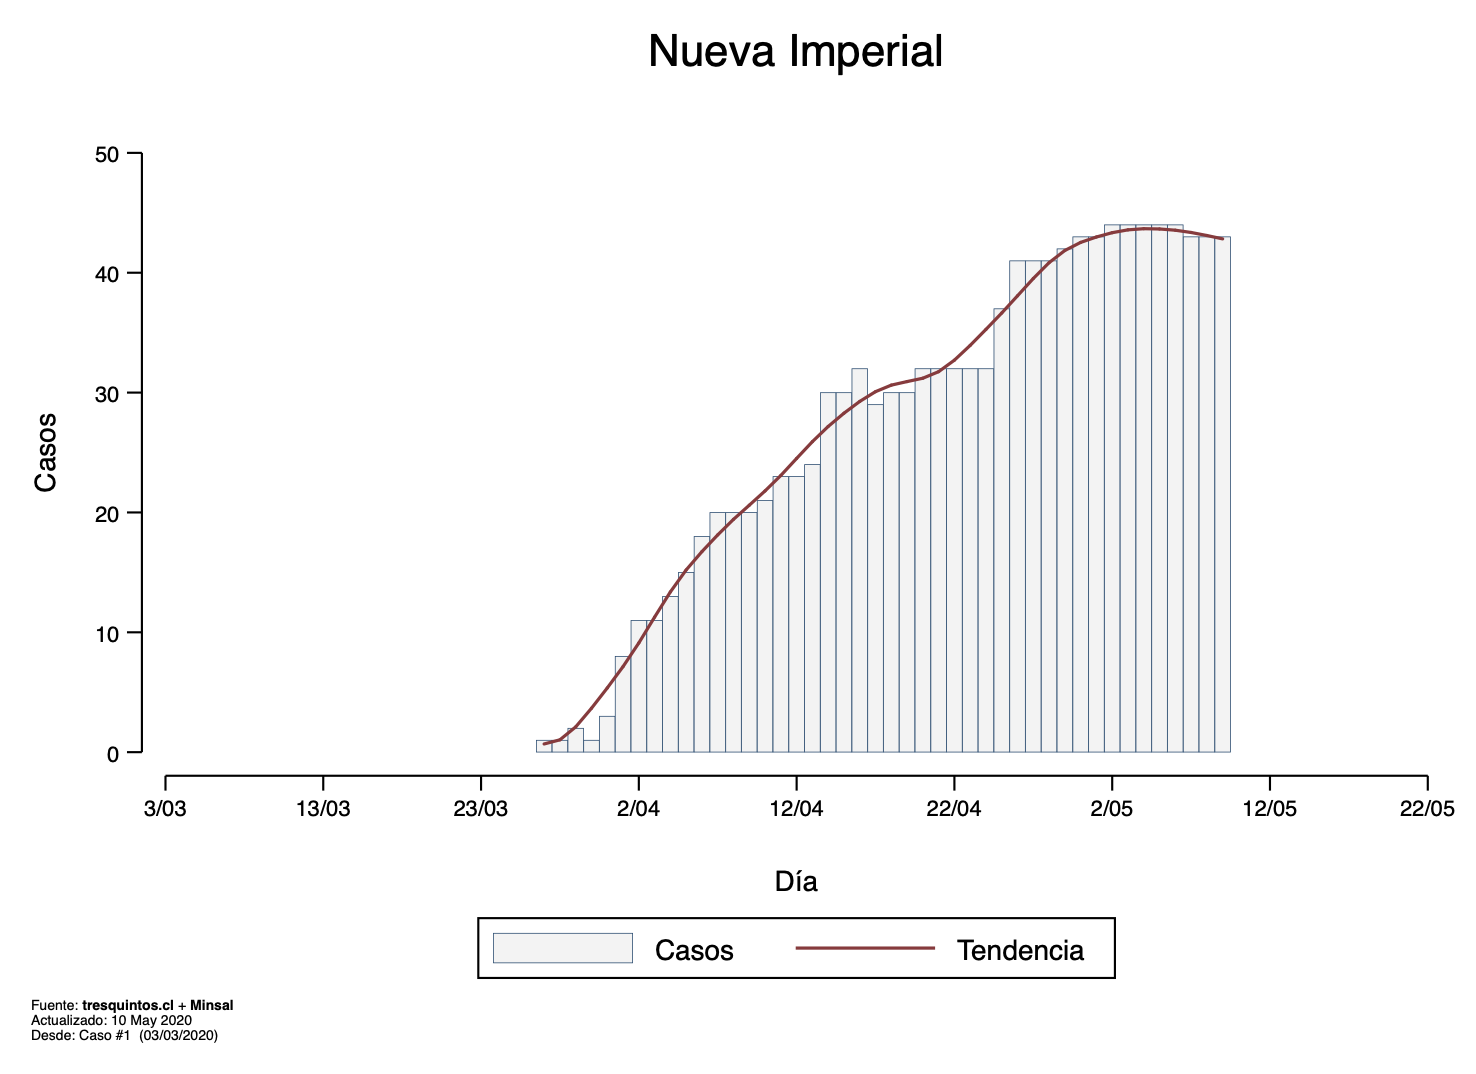 Nueva Imperial
50
40
30
20
10
0
Casos
3/03 13/03 23/03 2/04 12/04 22/04 2/05 12/05 22/05
Día
Casos Tendencia
Fuente: tresquintos.cl + Minsal
Actualizado: 10 May 2020
Desde: Caso #1 (03/03/2020)